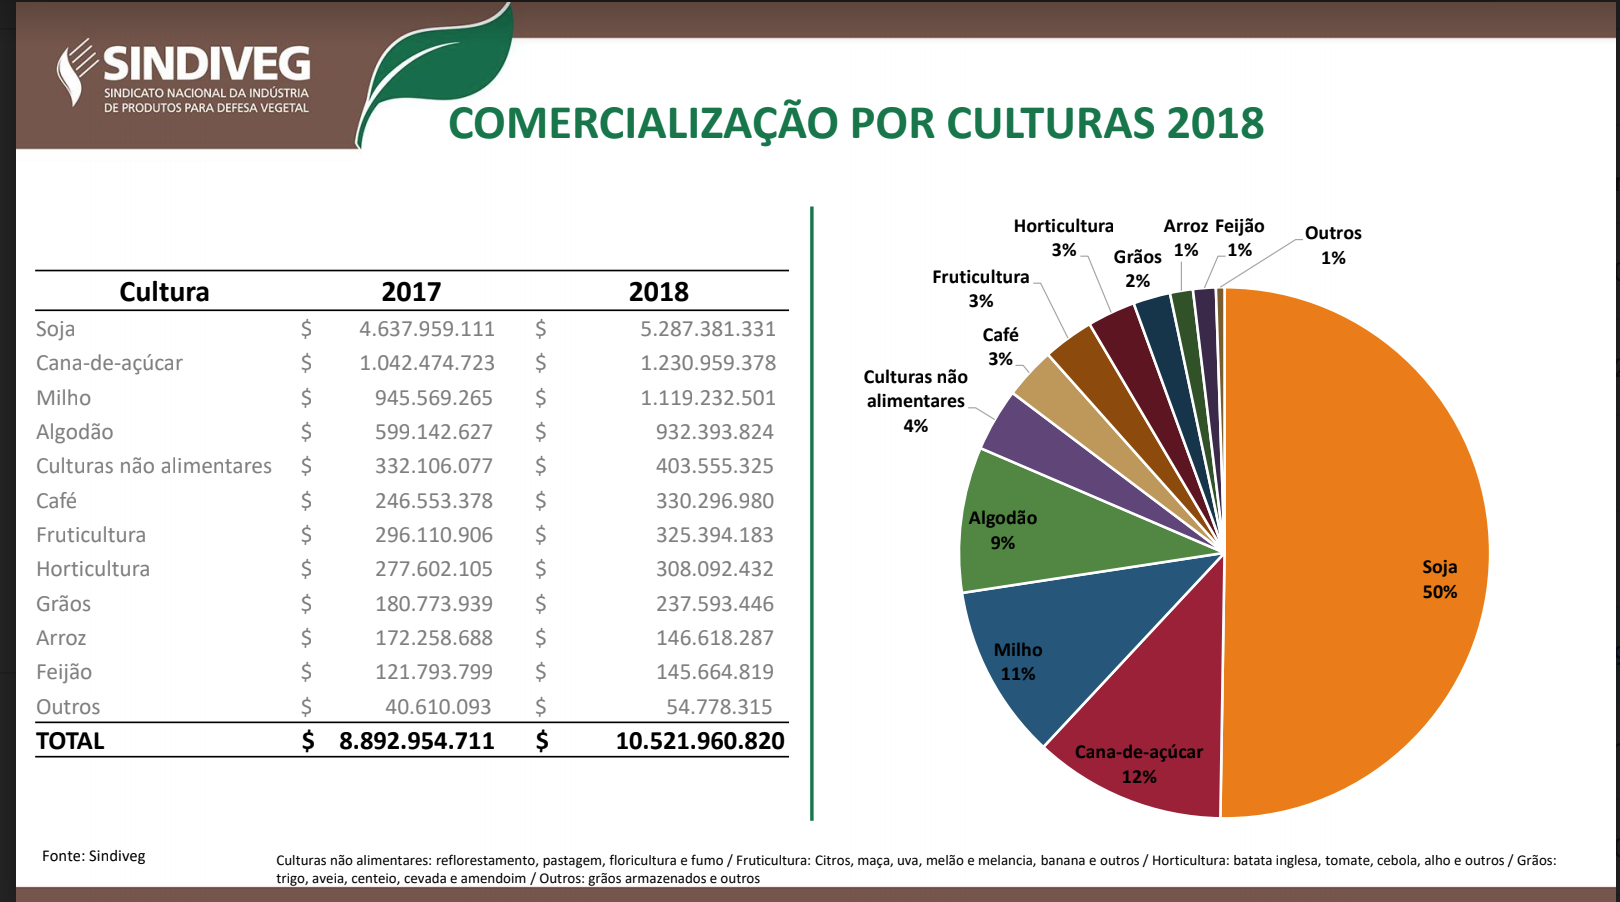 SINDIVEG
SINDICATO NACIONAL DA INDÚSTRIA
DE PRODUTOS PARA DEFESA VEGETAL
COMERCIALIZAÇÃO POR CULTURAS 2018
Cultura 2017 2018
Soja $ 4.637.959.111 $ 5.287.381.331
Cana-de-açúcar $ 1.042.474.723 $ 1.230.959.378
Milho $ 945.569.265 $ 1.119.232.501
Algodão $ 599.142.627 $ 932.393.824
Culturas não alimentares $ 332.106.077 $ 403.555.325
Café $ 246.553.378 $ 330.296.980
Fruticultura $ 296.110.906 $ 325.394.183
Horticultura $ 277.602.105 $ 308.092.432
Grãos $ 180.773.939 $ 237.593.446
Arroz $ 172.258.688 $ 146.618.287
Feijão $ 121.793.799 $ 145.664.819
Outros $ 40.610.093 $ 54.778.315
TOTAL $ 8.892.954.711 $ 10.521.960.820
Horticultura
3%
Grãos
2%
Arroz
1%
Feijão
1%
Outros
1%
Fruticultura
3%
Café
3%
Culturas não
alimentares
4%
Algodão
9%
Milho
11%
Cana-de-açúcar
12%
Soja
50%
Fonte: Sindiveg
Culturas não alimentares: reflorestamento, pastagem, floricultura e fumo / Fruticultura: Citros, maça, uva, melão e melancia, banana e outros / Horticultura: batata inglesa, tomate, cebola, alho e outros / Grãos:
trigo, aveia, centeio, cevada e amendoim / Outros: grãos armazenados e outros